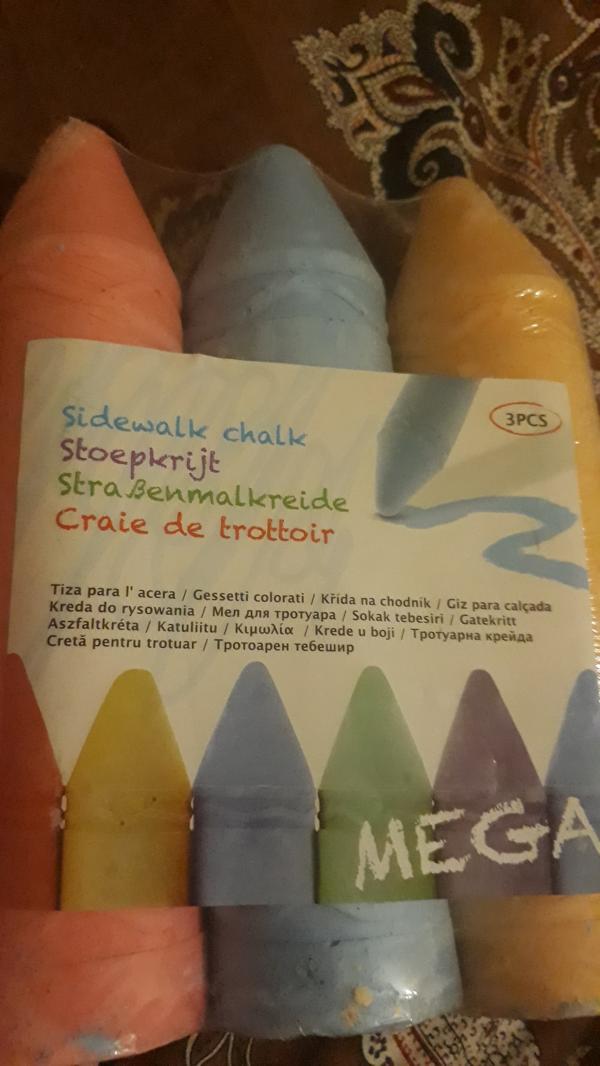 3PCS
Sidewalk chalk
Stoepkrijt
Straßenmalkreide
Craie de trottoir
Tiza para l' acera / Gessetti colorati / Křída na chodník / Giz para calçada
Kreda do rysowania / Мел для тротуара / Sokak tebesiri / Gatekritt
Aszfaltkréta / Katuliitu / Κιμωλία / Krede u boji / Тротуарна крейда
Cretă pentru trotuar / Тротоарен тебешир
MEGA